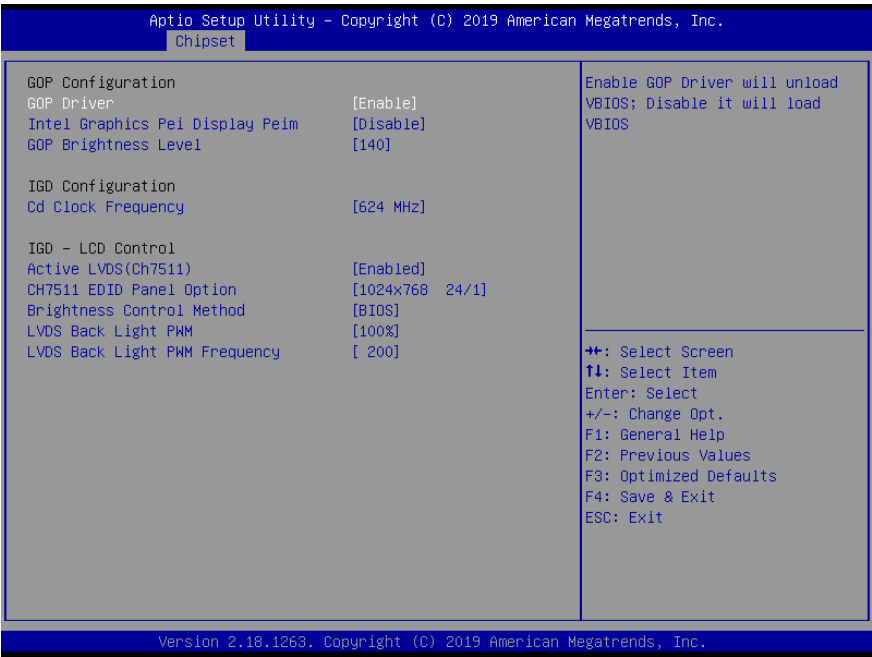 Aptio Setup Utility – Copyright (C) 2019 American Megatrends, Inc.
Chipset
GOP Configuration
GOP Driver [Enable]
Intel Graphics Pei Display Peim [Disable]
GOP Brightness Level [140]
IGD Configuration
Cd Clock Frequency [624 MHz]
IGD – LCD Control
Active LVDS(Ch7511) [Enabled]
CH7511 EDID Panel Option [1024x768 24/1]
Brightness Control Method [BIOS]
LVDS Back Light PWM [100%]
LVDS Back Light PWM Frequency [ 200]
Enable GOP Driver will unload
VBIOS; Disable it will load
VBIOS
→←: Select Screen
↑↓: Select Item
Enter: Select
+/-: Change Opt.
F1: General Help
F2: Previous Values
F3: Optimized Defaults
F4: Save & Exit
ESC: Exit
Version 2.18.1263. Copyright (C) 2019 American Megatrends, Inc.